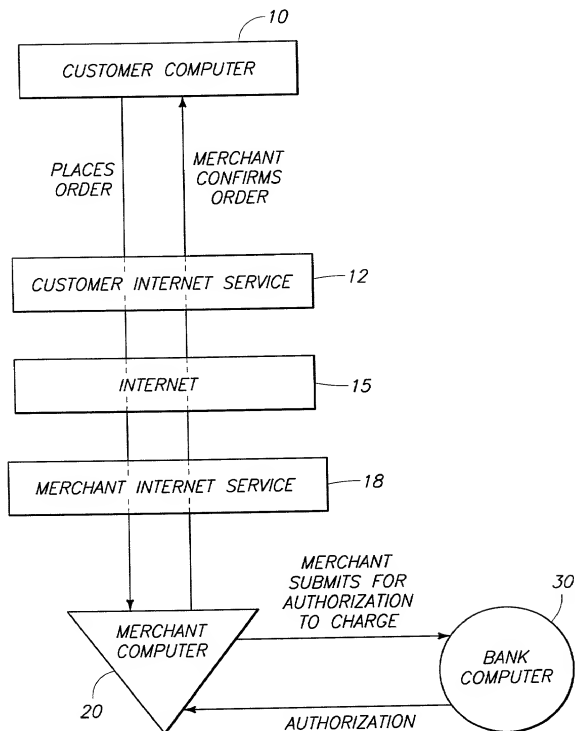 10
CUSTOMER COMPUTER
PLACES
ORDER
MERCHANT
CONFIRMS
ORDER
CUSTOMER INTERNET SERVICE
12
INTERNET
15
MERCHANT INTERNET SERVICE
18
MERCHANT
SUBMITS FOR
AUTHORIZATION
TO CHARGE
30
MERCHANT
COMPUTER
BANK
COMPUTER
20
AUTHORIZATION